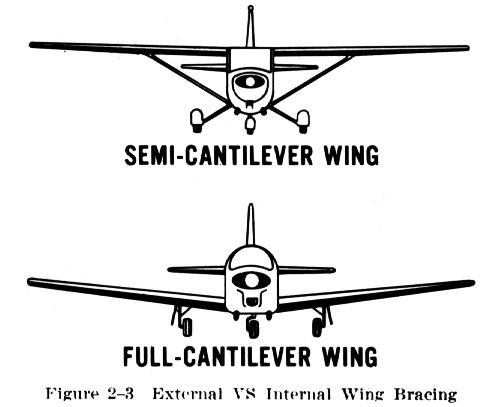 SEMI-CANTILEVER WING
FULL-CANTILEVER WING
Figure 2-3 External VS Internal Wing Bracing